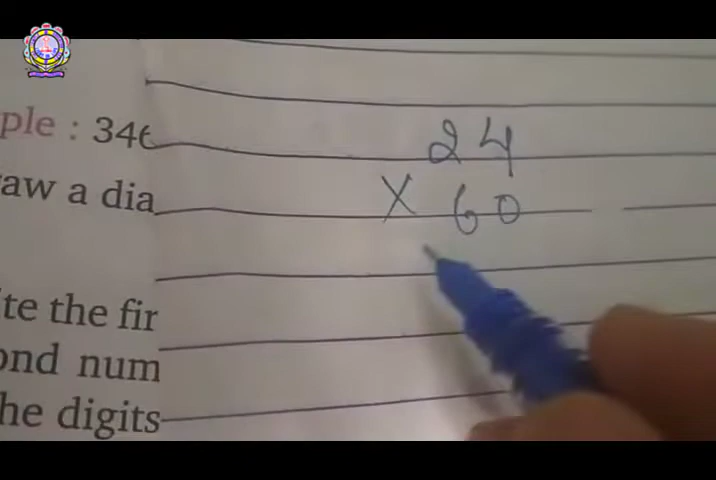 ple : 346
24
aw a dia
× 60
te the fir
ond num
he digits